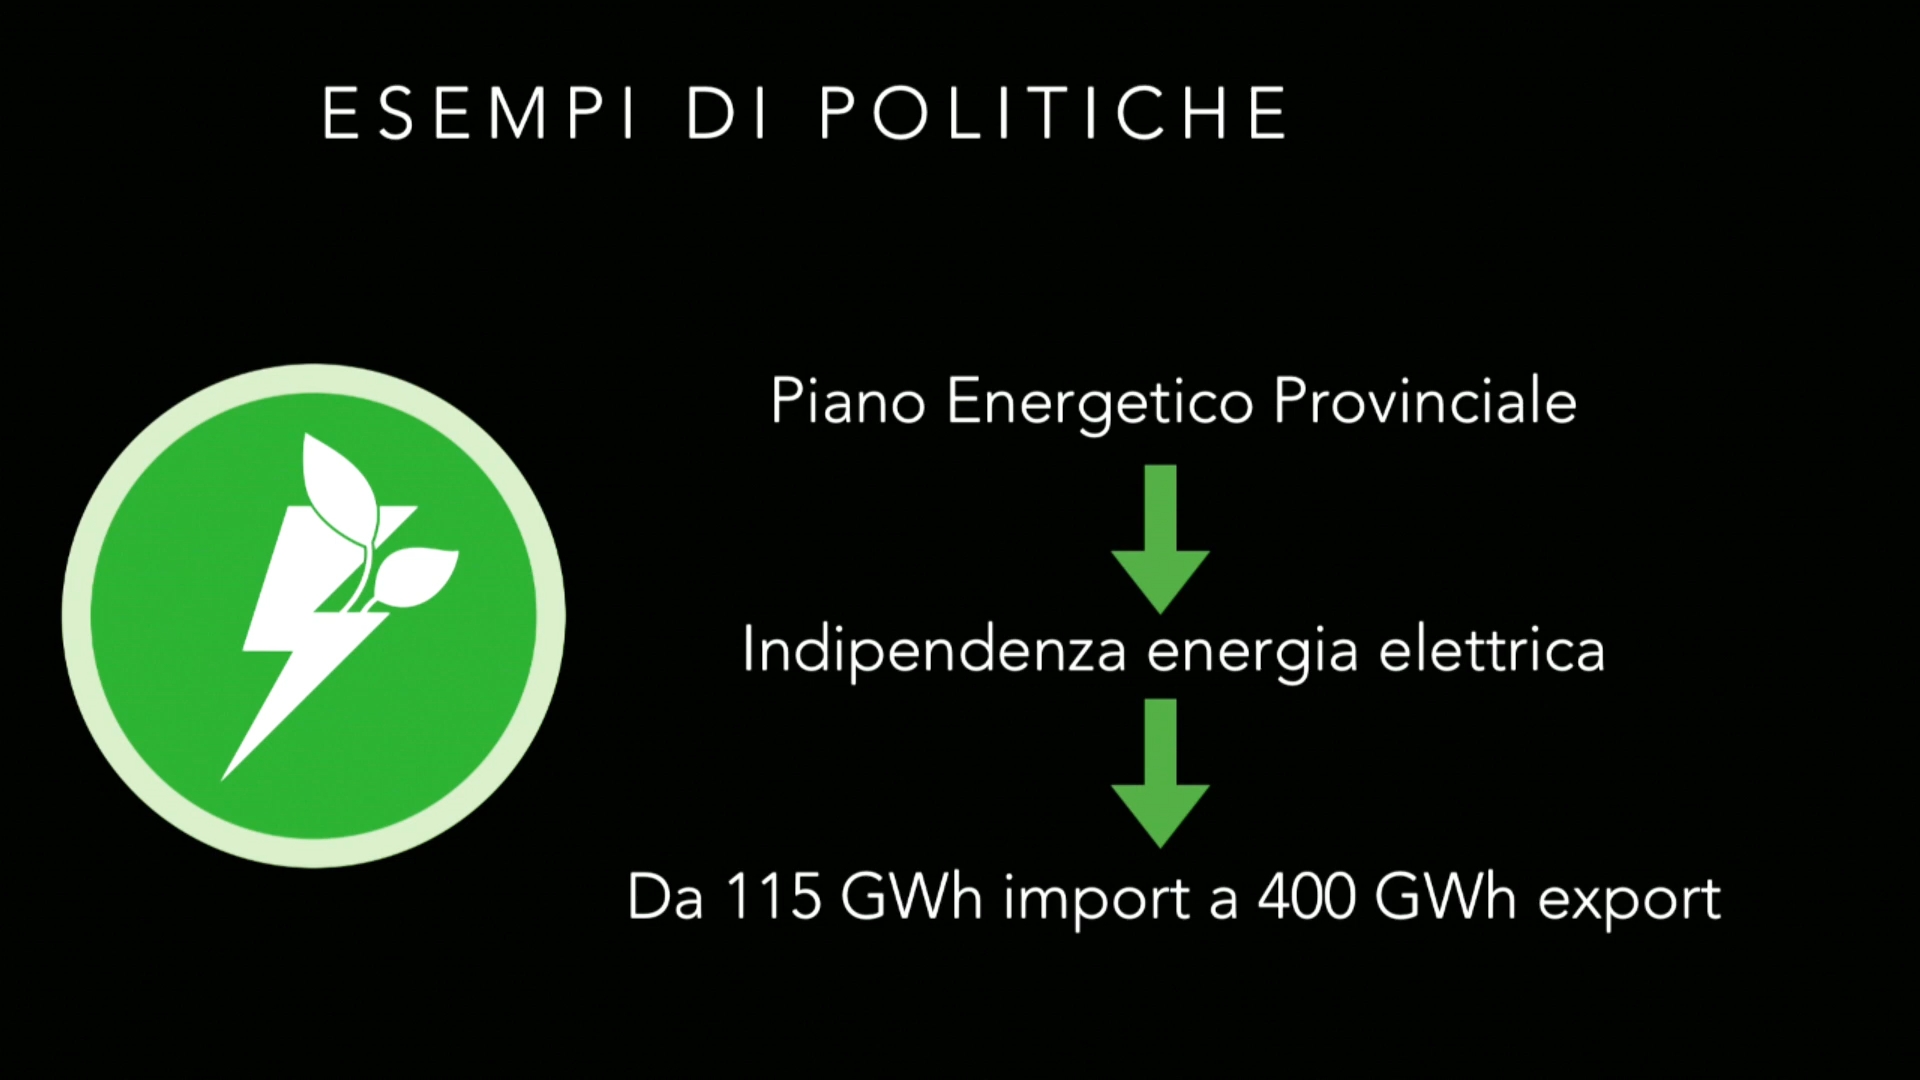 ESEMPI DI POLITICHE
Piano Energetico Provinciale
Indipendenza energia elettrica
Da 115 GWh import a 400 GWh export